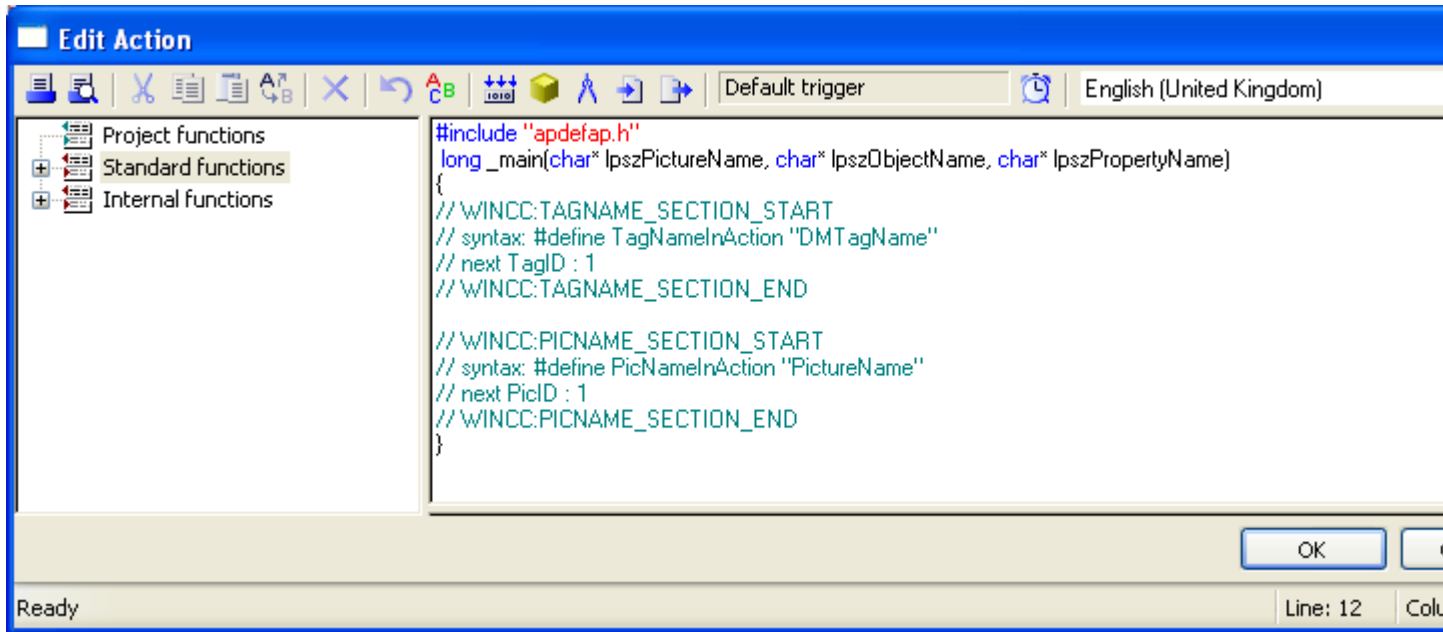 Edit Action
Default trigger
English (United Kingdom)
Project functions
Standard functions
Internal functions
#include "apdefap.h"
long _main(char* lpszPictureName, char* lpszObjectName, char* lpszPropertyName)
{
// WINCC:TAGNAME_SECTION_START
// syntax: #define TagNameInAction "DMTagName"
// next TagID : 1
// WINCC:TAGNAME_SECTION_END
// WINCC:PICNAME_SECTION_START
// syntax: #define PicNameInAction "PictureName"
// next PicID : 1
// WINCC:PICNAME_SECTION_END
}
OK
Ready
Line: 12